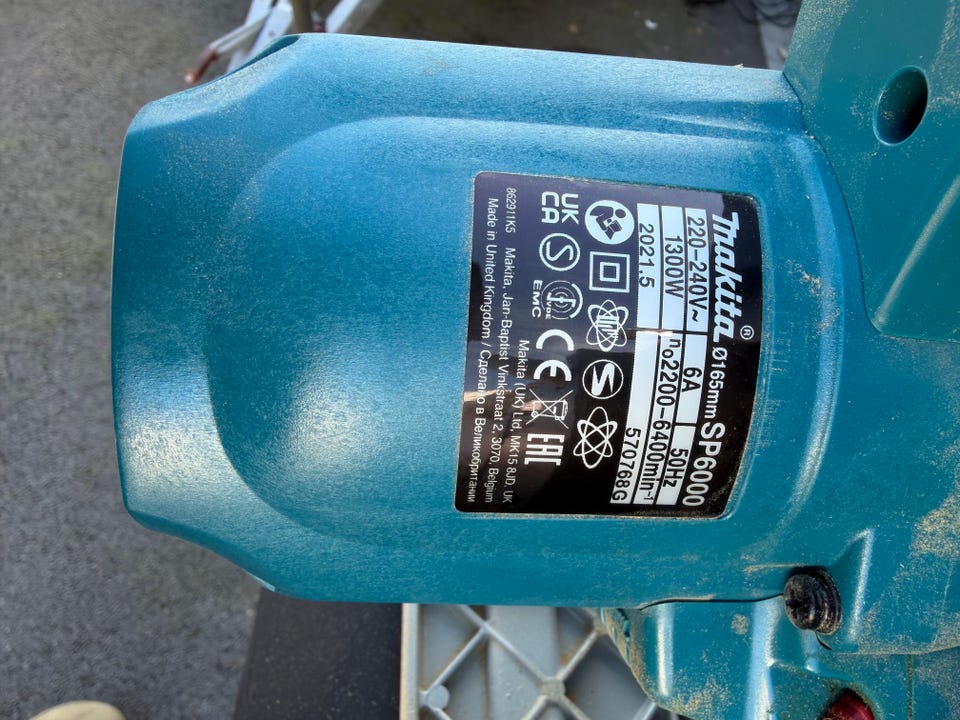 makita® Ø165mm SP6000
220-240V~ 6A 50Hz
1300W n₀2200-6400min⁻¹
2021.5 570768G
UK CA S VDE EMC CE EAC
Makita (UK) Ltd, MK15 8JD, UK
862911K5 Makita, Jan-Baptist Vinkstraat 2, 3070, Belgium
Made in United Kingdom / Сделано в Великобритании